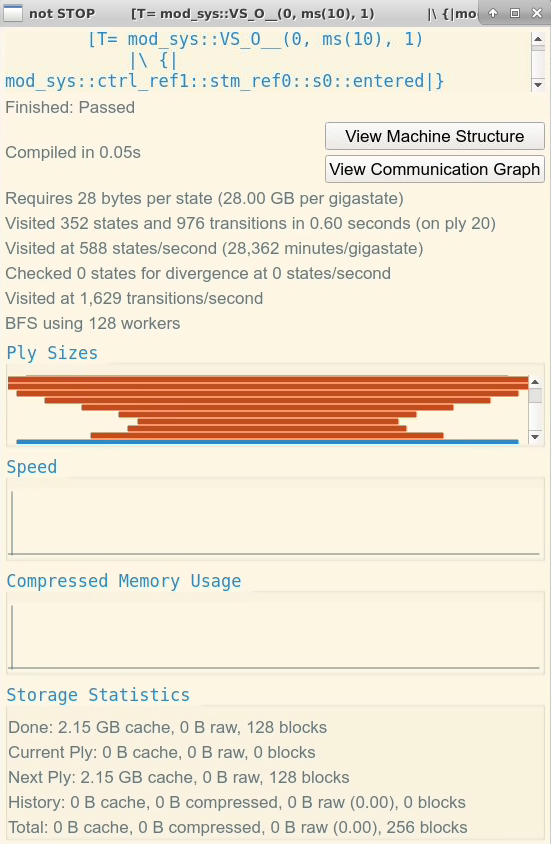 not STOP [T= mod_sys::VS_O__(0, ms(10), 1) |\ {|mo
[T= mod_sys::VS_O__(0, ms(10), 1)
|\ {|
mod_sys::ctrl_ref1::stm_ref0::s0::entered|}
Finished: Passed
View Machine Structure
Compiled in 0.05s
View Communication Graph
Requires 28 bytes per state (28.00 GB per gigastate)
Visited 352 states and 976 transitions in 0.60 seconds (on ply 20)
Visited at 588 states/second (28,362 minutes/gigastate)
Checked 0 states for divergence at 0 states/second
Visited at 1,629 transitions/second
BFS using 128 workers
Ply Sizes
Speed
Compressed Memory Usage
Storage Statistics
Done: 2.15 GB cache, 0 B raw, 128 blocks
Current Ply: 0 B cache, 0 B raw, 0 blocks
Next Ply: 2.15 GB cache, 0 B raw, 128 blocks
History: 0 B cache, 0 B compressed, 0 B raw (0.00), 0 blocks
Total: 0 B cache, 0 B compressed, 0 B raw (0.00), 256 blocks